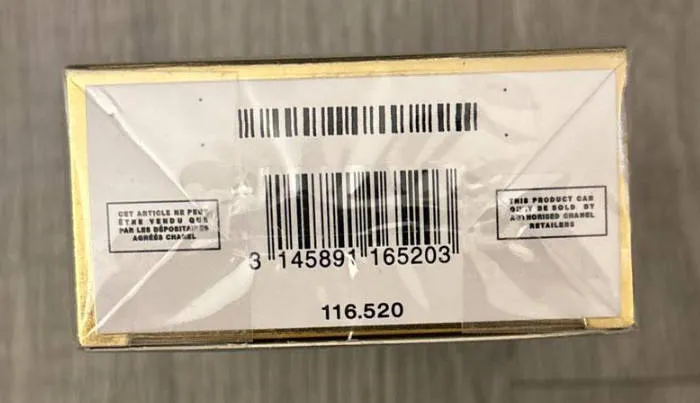 CET ARTICLE NE PEUT
ÊTRE VENDU QUE
PAR LES DÉPOSITAIRES
AGRÉÉS CHANEL
THIS PRODUCT CAN
ONLY BE SOLD BY
AUTHORISED CHANEL
RETAILERS
3 145891 165203
116.520